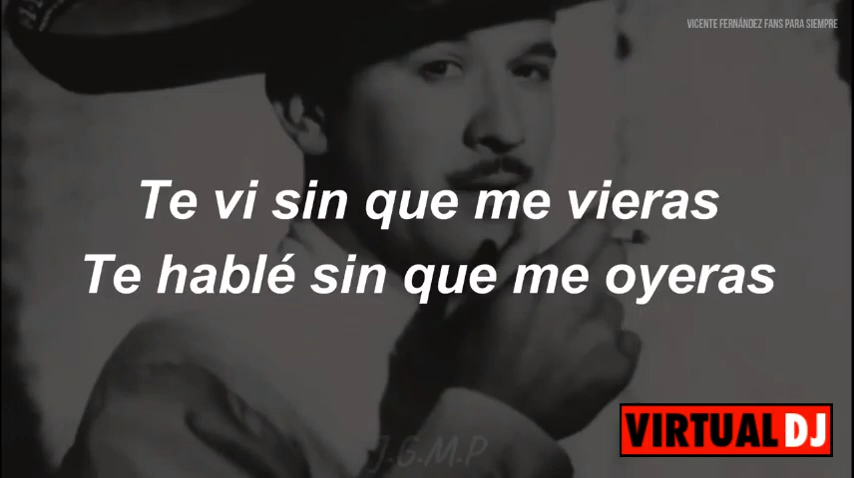 VICENTE FERNÁNDEZ FANS PARA SIEMPRE
Te vi sin que me vieras
Te hablé sin que me oyeras
VIRTUAL DJ
J.G.M.P